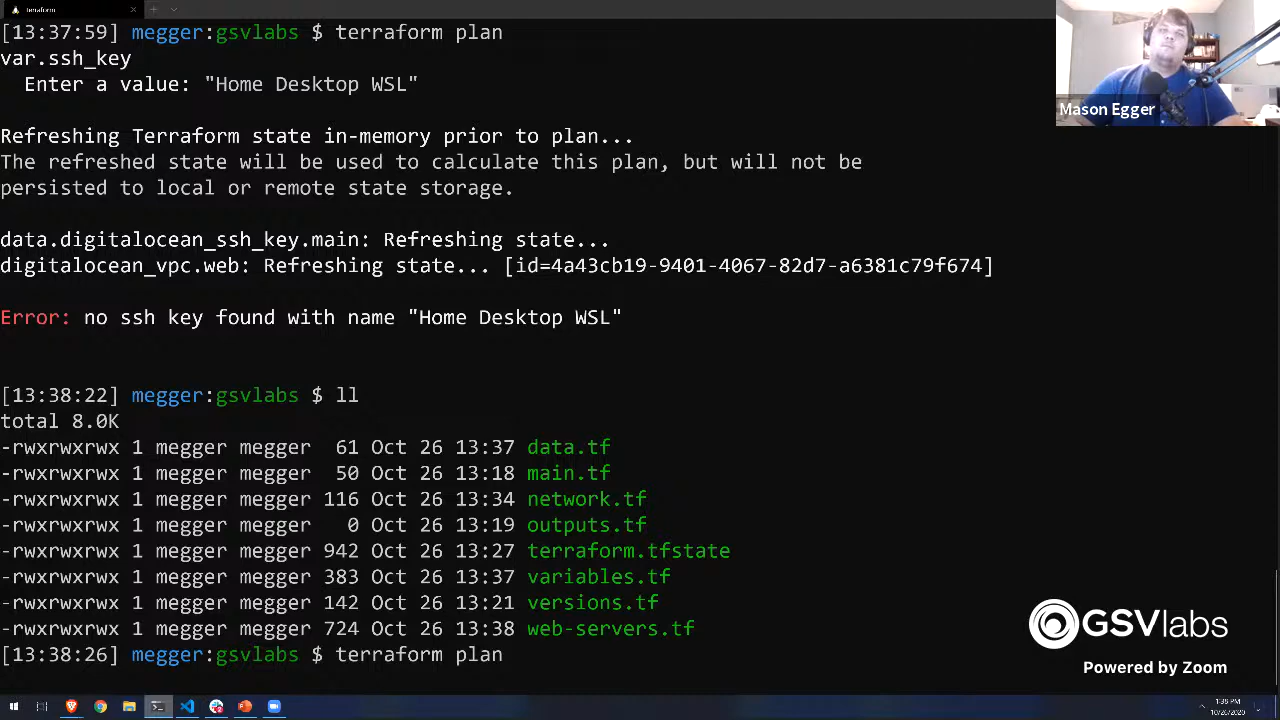 terraform
[13:37:59] megger:gsvlabs $ terraform plan
var.ssh_key
Enter a value: "Home Desktop WSL"
Refreshing Terraform state in-memory prior to plan...
The refreshed state will be used to calculate this plan, but will not be
persisted to local or remote state storage.
data.digitalocean_ssh_key.main: Refreshing state...
digitalocean_vpc.web: Refreshing state... [id=4a43cb19-9401-4067-82d7-a6381c79f674]
Error: no ssh key found with name "Home Desktop WSL"
[13:38:22] megger:gsvlabs $ ll
total 8.0K
-rwxrwxrwx 1 megger megger  61 Oct 26 13:37 data.tf
-rwxrwxrwx 1 megger megger  50 Oct 26 13:18 main.tf
-rwxrwxrwx 1 megger megger 116 Oct 26 13:34 network.tf
-rwxrwxrwx 1 megger megger   0 Oct 26 13:19 outputs.tf
-rwxrwxrwx 1 megger megger 942 Oct 26 13:27 terraform.tfstate
-rwxrwxrwx 1 megger megger 383 Oct 26 13:37 variables.tf
-rwxrwxrwx 1 megger megger 142 Oct 26 13:21 versions.tf
-rwxrwxrwx 1 megger megger 724 Oct 26 13:38 web-servers.tf
[13:38:26] megger:gsvlabs $ terraform plan
Mason Egger
GSVlabs
Powered by Zoom
1:38 PM
10/26/2020